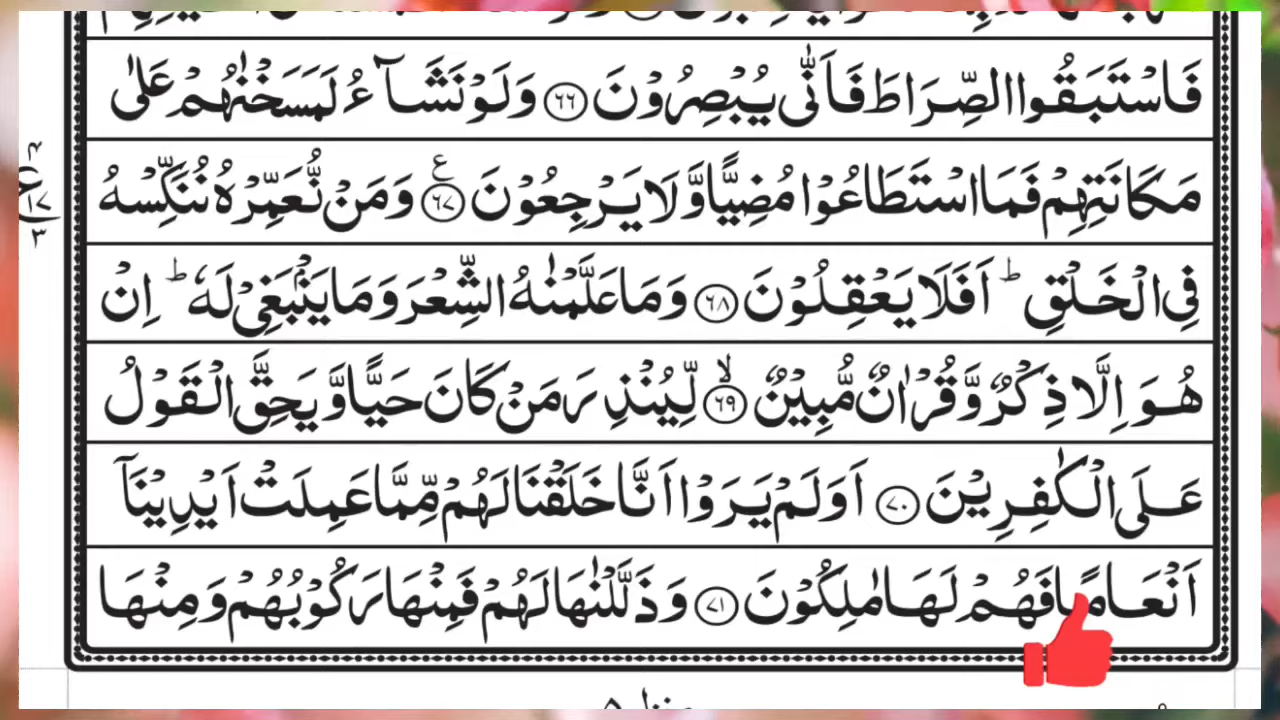 فَاسْتَبَقُوا الصِّرَاطَ فَاَنّٰى يُبْصِرُوْنَ ﴿٦٦﴾ وَلَوْ نَشَآءُ لَمَسَخْنٰهُمْ عَلٰى
مَكَانَتِهِمْ فَمَا اسْتَطَاعُوْا مُضِيًّا وَّلَا يَرْجِعُوْنَ ﴿٦٧﴾ ع وَمَنْ نُّعَمِّرْهُ نُنَكِّسْهُ
فِى الْخَلْقِ ؕ اَفَلَا يَعْقِلُوْنَ ﴿٦٨﴾ وَمَا عَلَّمْنٰهُ الشِّعْرَ وَمَا يَنْۢبَغِىْ لَهٗ ؕ اِنْ
هُوَ اِلَّا ذِكْرٌ وَّقُرْاٰنٌ مُّبِيْنٌ ۙ﴿٦٩﴾ لِّيُنْذِرَ مَنْ كَانَ حَيًّا وَّيَحِقَّ الْقَوْلُ
عَلَى الْكٰفِرِيْنَ ﴿٧٠﴾ اَوَلَمْ يَرَوْا اَنَّا خَلَقْنَا لَهُمْ مِّمَّا عَمِلَتْ اَيْدِيْنَاۤ
اَنْعَامًا فَهُمْ لَهَا مٰلِكُوْنَ ﴿٧١﴾ وَذَلَّلْنٰهَا لَهُمْ فَمِنْهَا رَكُوْبُهُمْ وَمِنْهَا